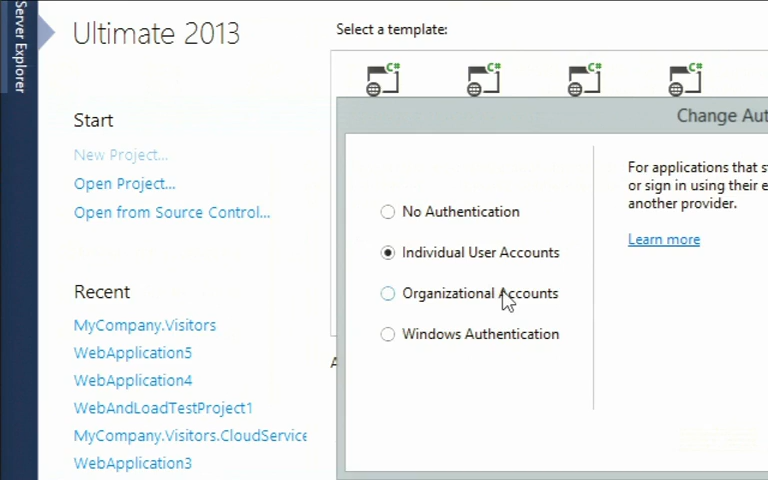 Server Explorer
Ultimate 2013
Select a template:
C#
C#
C#
C#
Start
New Project...
Open Project...
Open from Source Control...
Recent
MyCompany.Visitors
WebApplication5
WebApplication4
WebAndLoadTestProject1
MyCompany.Visitors.CloudService
WebApplication3
Change Aut
No Authentication
Individual User Accounts
Organizational Accounts
Windows Authentication
For applications that s
or sign in using their e
another provider.
Learn more